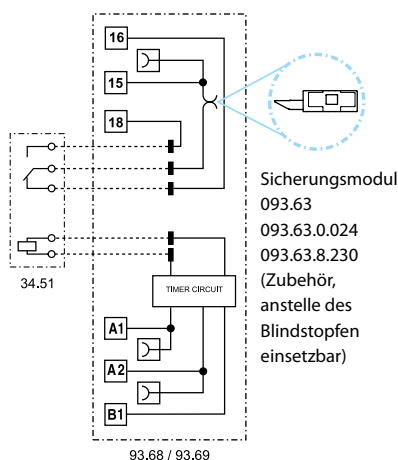 16
15
18
34.51
TIMER CIRCUIT
A1
A2
B1
93.68 / 93.69
Sicherungsmodul
093.63
093.63.0.024
093.63.8.230
(Zubehör,
anstelle des
Blindstopfen
einsetzbar)